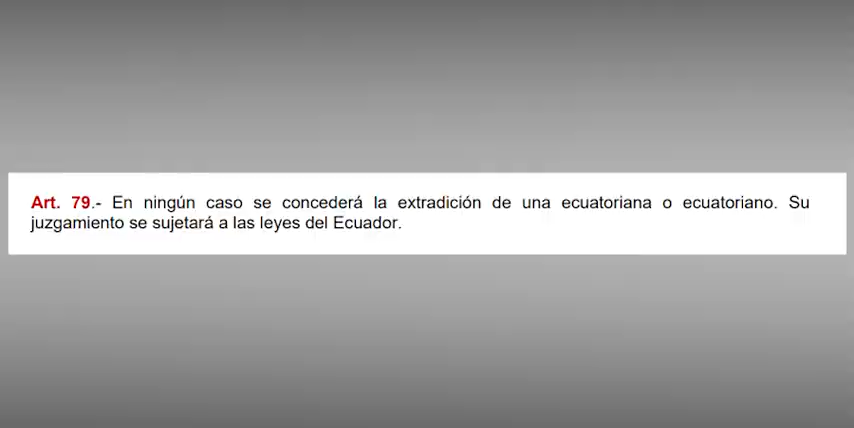 Art. 79.- En ningún caso se concederá la extradición de una ecuatoriana o ecuatoriano. Su
juzgamiento se sujetará a las leyes del Ecuador.